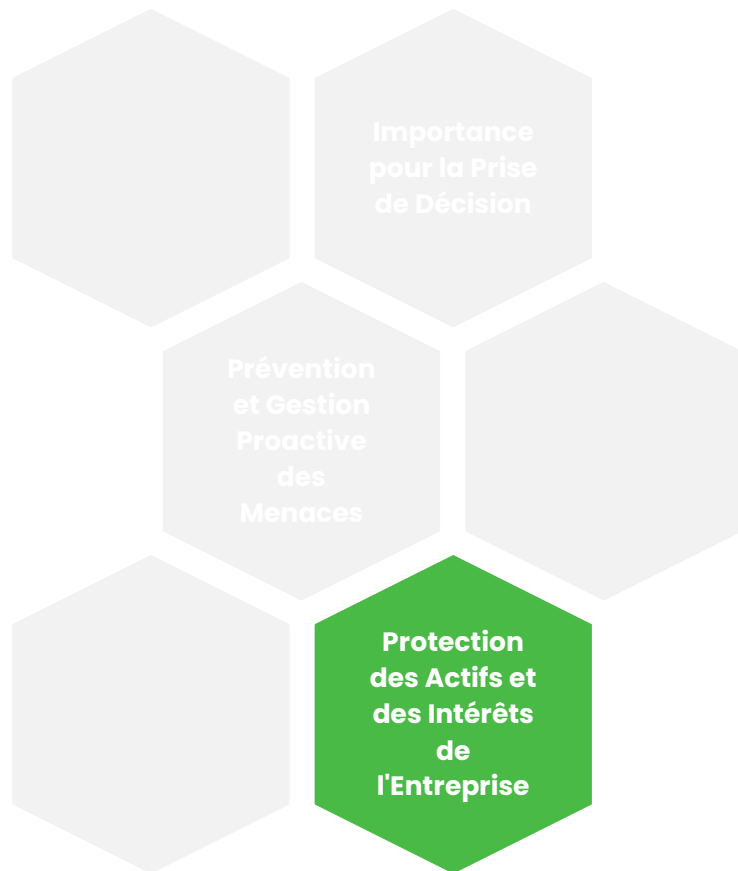 Importance
pour la Prise
de Décision
Prévention
et Gestion
Proactive
des
Menaces
Protection
des Actifs et
des Intérêts
de
l'Entreprise